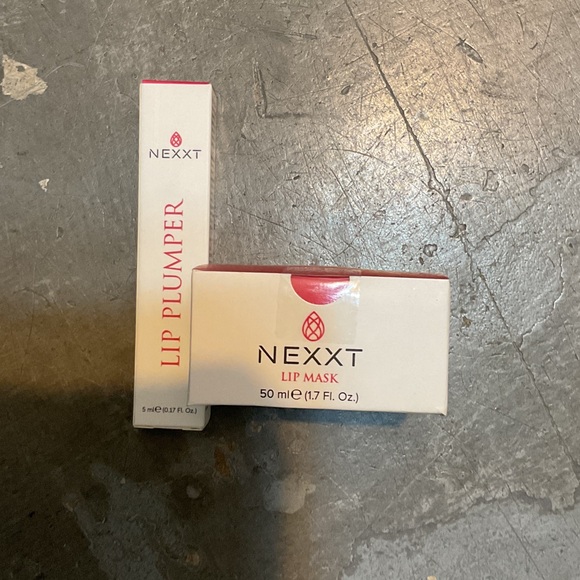 NEXXT
LIP PLUMPER
5 ml℮(0.17 Fl. Oz.)
NEXXT
LIP MASK
50 ml℮(1.7 Fl. Oz.)